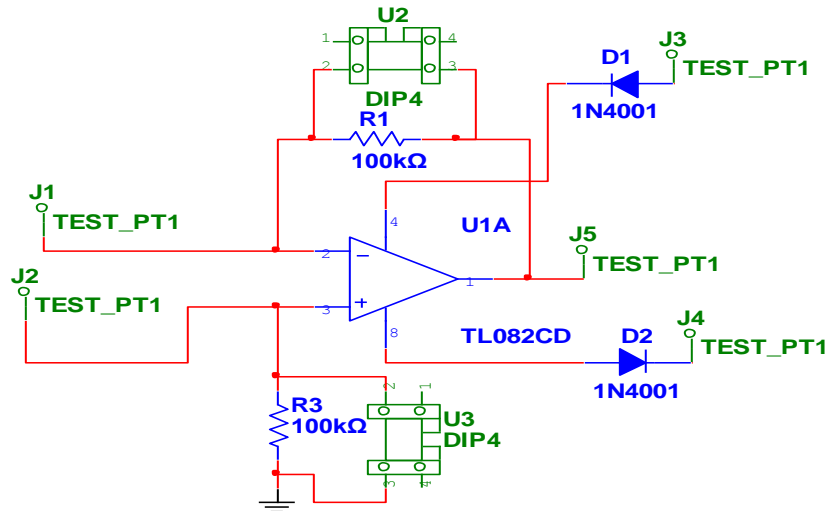 U2
1
4
2
3
DIP4
R1
100kΩ
D1
1N4001
J3
TEST_PT1
J1
TEST_PT1
4
U1A
2
J5
TEST_PT1
1
J2
TEST_PT1
3
8
TL082CD
D2
1N4001
J4
TEST_PT1
2
1
R3
100kΩ
U3
DIP4
3
4